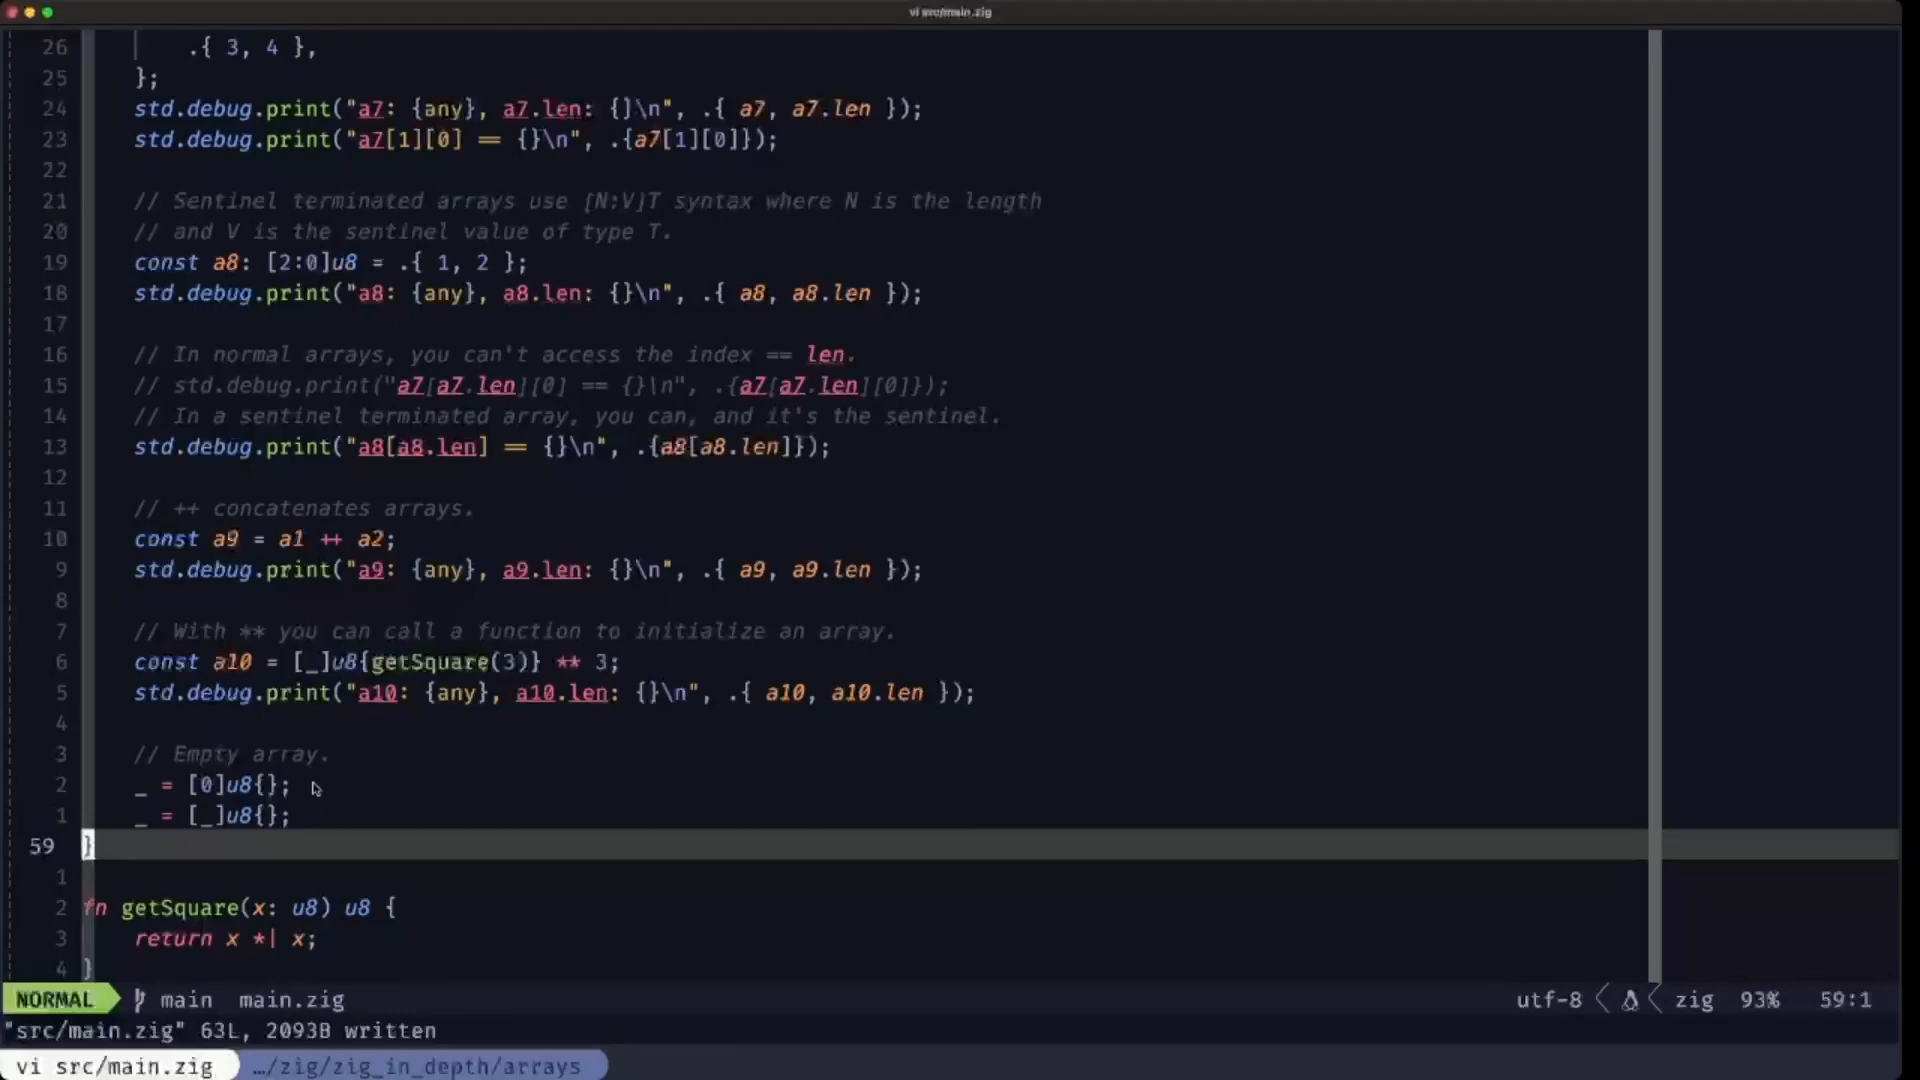 vi src/main.zig
26 .{ 3, 4 },
25 };
24 std.debug.print("a7: {any}, a7.len: {}\n", .{ a7, a7.len });
23 std.debug.print("a7[1][0] == {}\n", .{a7[1][0]});
22
21 // Sentinel terminated arrays use [N:V]T syntax where N is the length
20 // and V is the sentinel value of type T.
19 const a8: [2:0]u8 = .{ 1, 2 };
18 std.debug.print("a8: {any}, a8.len: {}\n", .{ a8, a8.len });
17
16 // In normal arrays, you can't access the index == len.
15 // std.debug.print("a7[a7.len][0] == {}\n", .{a7[a7.len][0]});
14 // In a sentinel terminated array, you can, and it's the sentinel.
13 std.debug.print("a8[a8.len] == {}\n", .{a8[a8.len]});
12
11 // ++ concatenates arrays.
10 const a9 = a1 ++ a2;
9 std.debug.print("a9: {any}, a9.len: {}\n", .{ a9, a9.len });
8
7 // With ** you can call a function to initialize an array.
6 const a10 = [_]u8{getSquare(3)} ** 3;
5 std.debug.print("a10: {any}, a10.len: {}\n", .{ a10, a10.len });
4
3 // Empty array.
2 _ = [0]u8{};
1 _ = [_]u8{};
59 }
1
2 fn getSquare(x: u8) u8 {
3 return x *| x;
4 }
NORMAL main main.zig utf-8 zig 93% 59:1
"src/main.zig" 63L, 2093B written
vi src/main.zig …/zig/zig_in_depth/arrays